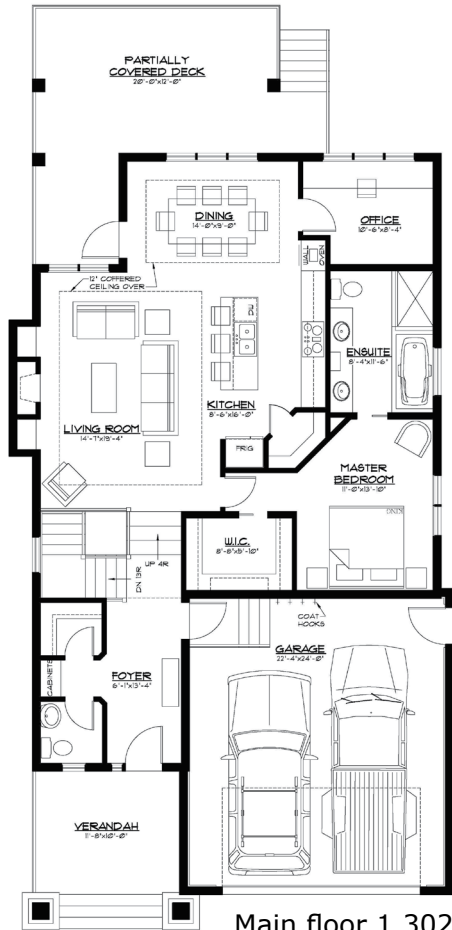 PARTIALLY
COVERED DECK
20'-0"x12'-0"
DINING
14'-0"x9'-0"
OFFICE
10'-6"x8'-4"
WALL
OVEN
12' COFFERED
CEILING OVER
DW
ENSUITE
8'-4"x11'-6"
KITCHEN
8'-6"x16'-0"
LIVING ROOM
14'-7"x19'-4"
FRIG
MASTER
BEDROOM
11'-0"x13'-10"
KING
W.I.C.
8'-8"x5'-10"
UP 4R
DN 13R
COAT
HOOKS
GARAGE
22'-4"x24'-0"
CABINETS
FOYER
6'-1"x13'-4"
VERANDAH
11'-8"x10'-0"
Main floor 1,302